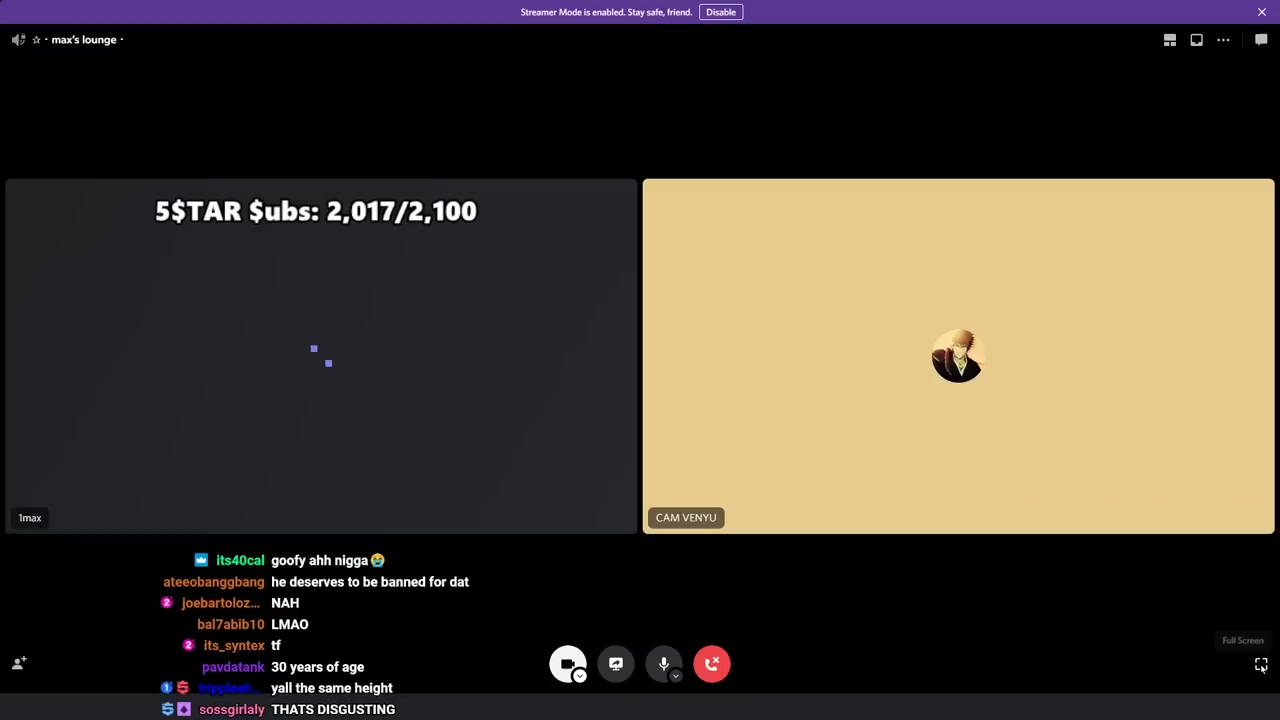 Streamer Mode is enabled. Stay safe, friend. Disable
· max's lounge ·
5$TAR $ubs: 2,017/2,100
1max
CAM VENYU
its40cal goofy ahh nigga😭
ateeobanggbang he deserves to be banned for dat
2 joebartoloz... NAH
bal7abib10 LMAO
2 its_syntex tf
Full Screen
pavdatank 30 years of age
1 yall the same height
sossgirlaly THATS DISGUSTING